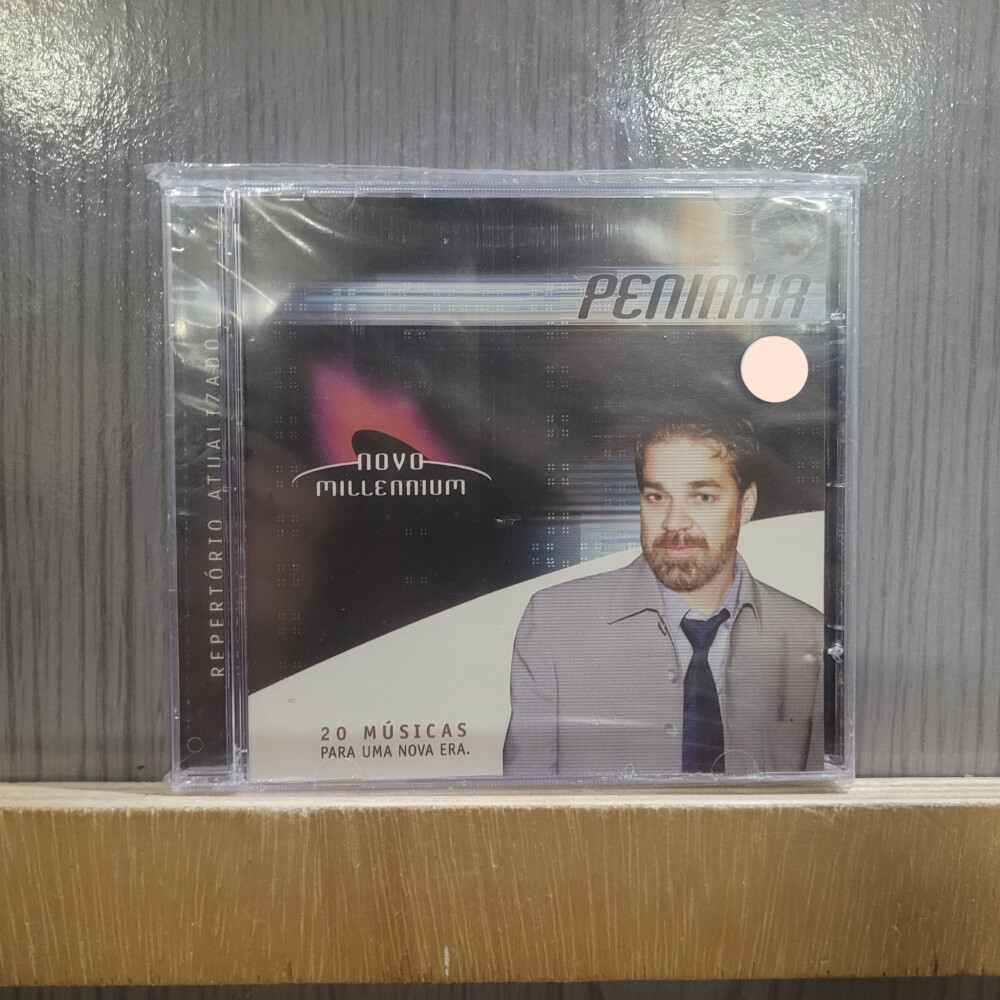 PENINHA
REPERTÓRIO ATUALIZADO
NOVO
MILLENNIUM
20 MÚSICAS
PARA UMA NOVA ERA.